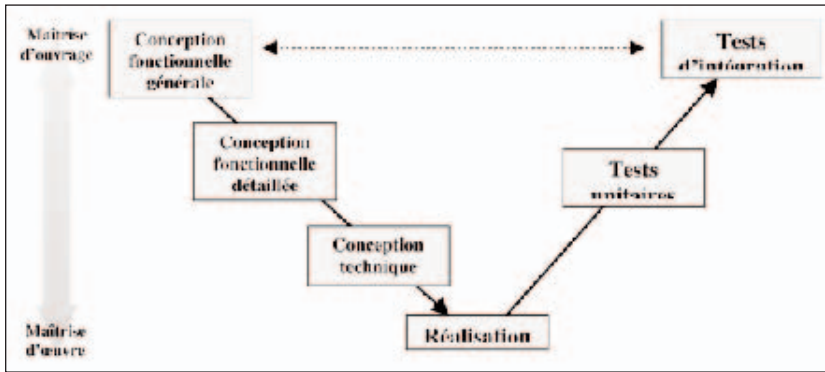 Maîtrise
d'ouvrage
Conception
fonctionnelle
générale
Tests
d'intégration
Conception
fonctionnelle
détaillée
Tests
unitaires
Conception
technique
Réalisation
Maîtrise
d'œuvre